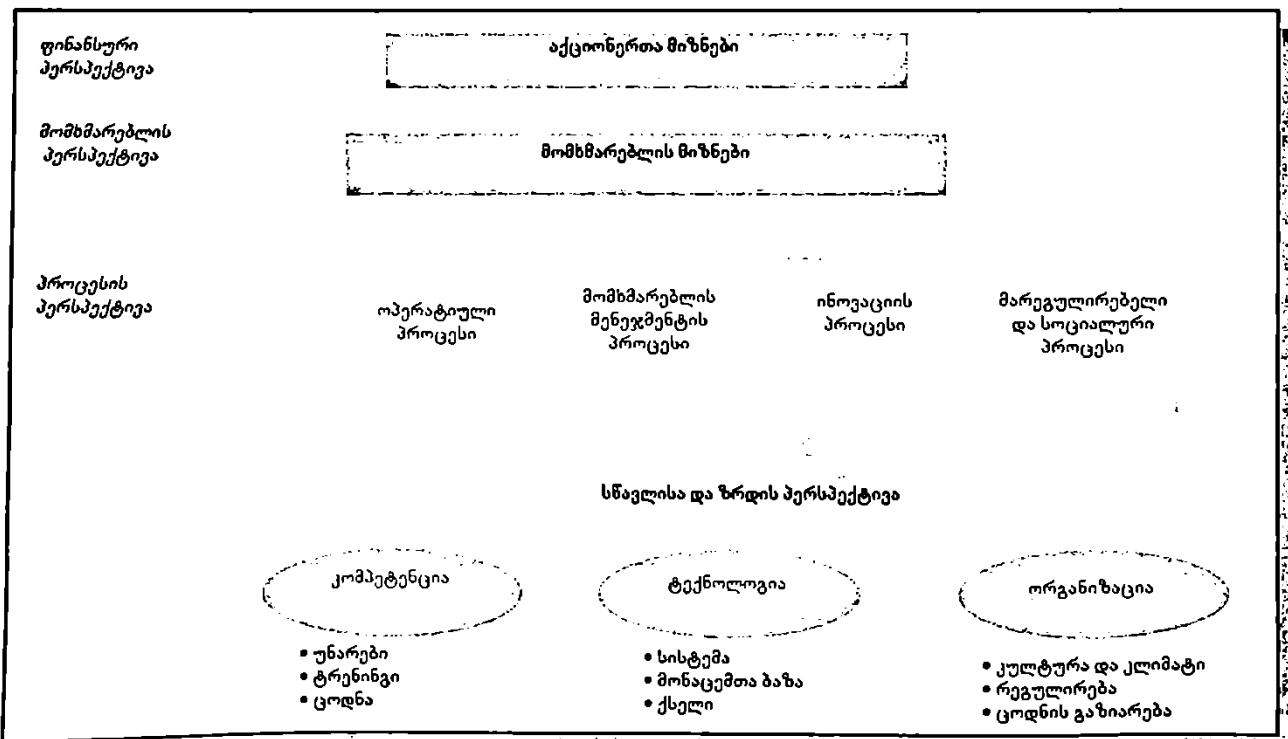 ფინანსური
პერსპექტივა
აქციონერთა მიზნები
მომხმარებლის
პერსპექტივა
მომხმარებლის მიზნები
პროცესის
პერსპექტივა
ოპერატიული
პროცესი
მომხმარებლის
მენეჯმენტის
პროცესი
ინოვაციის
პროცესი
მარეგულირებელი
და სოციალური
პროცესი
სწავლისა და ზრდის პერსპექტივა
კომპეტენცია
• უნარები
• ტრენინგი
• ცოდნა
ტექნოლოგია
• სისტემა
• მონაცემთა ბაზა
• ქსელი
ორგანიზაცია
• კულტურა და კლიმატი
• რეგულირება
• ცოდნის გაზიარება